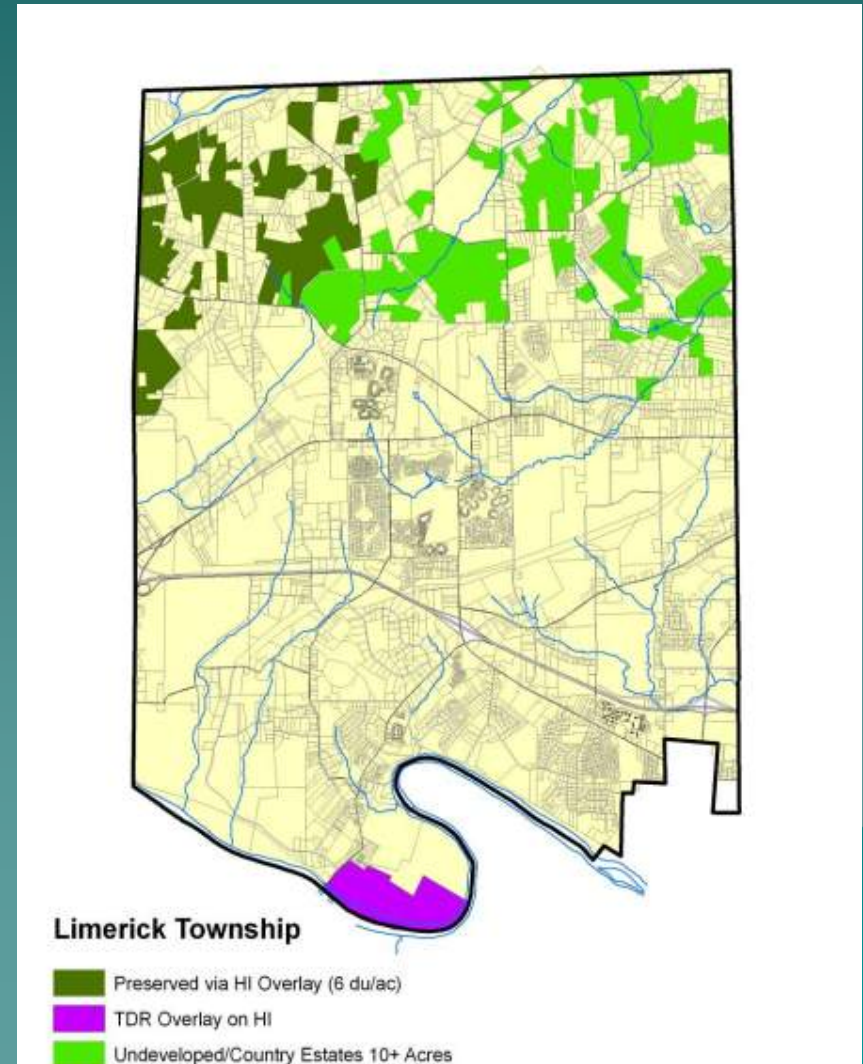 Limerick Township
Preserved via HI Overlay (6 du/ac)
TDR Overlay on HI
Undeveloped/Country Estates 10+ Acres